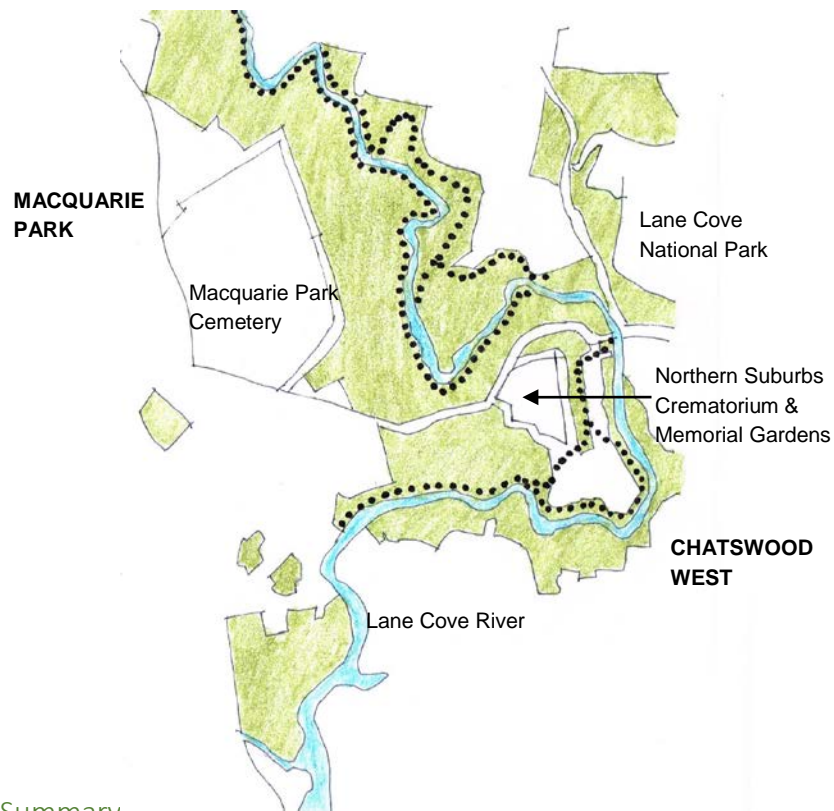 MACQUARIE
PARK
Lane Cove
National Park
Macquarie Park
Cemetery
Northern Suburbs
Crematorium &
Memorial Gardens
CHATSWOOD
WEST
Lane Cove River
Summary